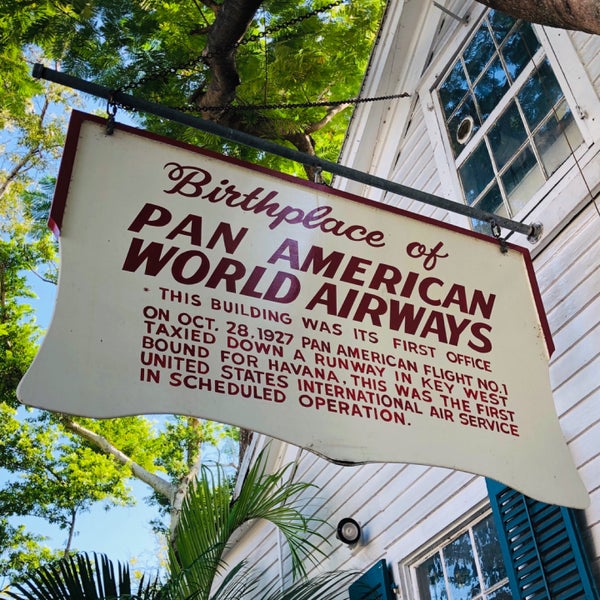 Birthplace of
PAN AMERICAN
WORLD AIRWAYS
* THIS BUILDING WAS ITS FIRST OFFICE
ON OCT. 28, 1927 PAN AMERICAN FLIGHT NO.1
TAXIED DOWN A RUNWAY IN KEY WEST
BOUND FOR HAVANA. THIS WAS THE FIRST
UNITED STATES INTERNATIONAL AIR SERVICE
IN SCHEDULED OPERATION.